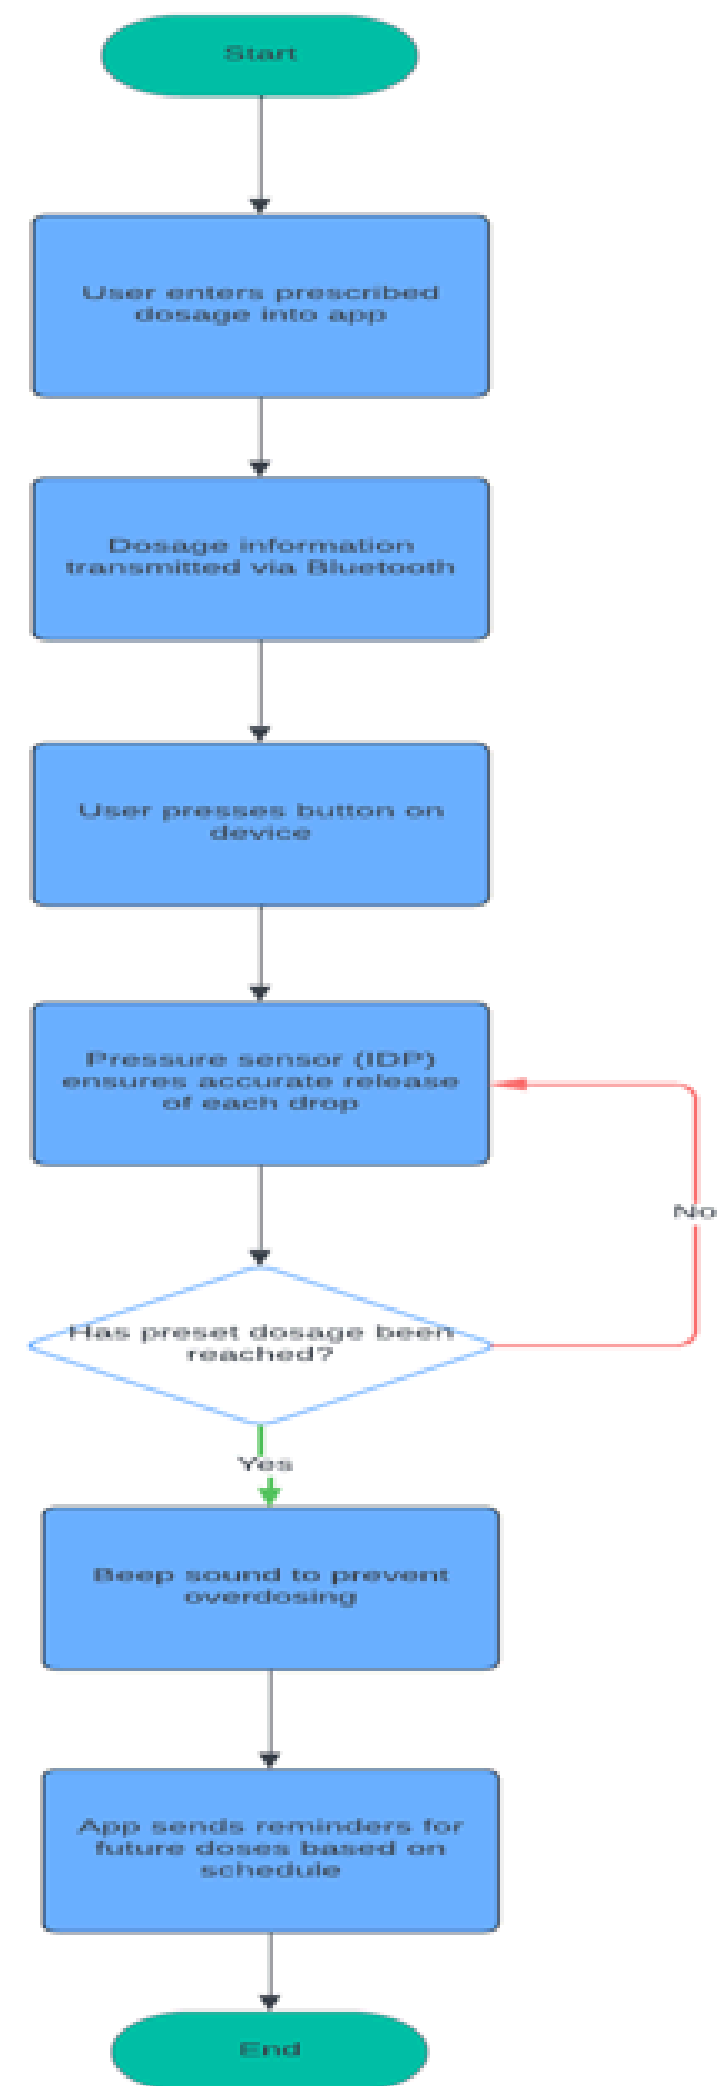 Start
User enters prescribed
dosage into app
Dosage information
transmitted via Bluetooth
User presses button on
device
Pressure sensor (IDP)
ensures accurate release
of each drop
No
Has preset dosage been
reached?
Yes
Beep sound to prevent
overdosing
App sends reminders for
future doses based on
schedule
End